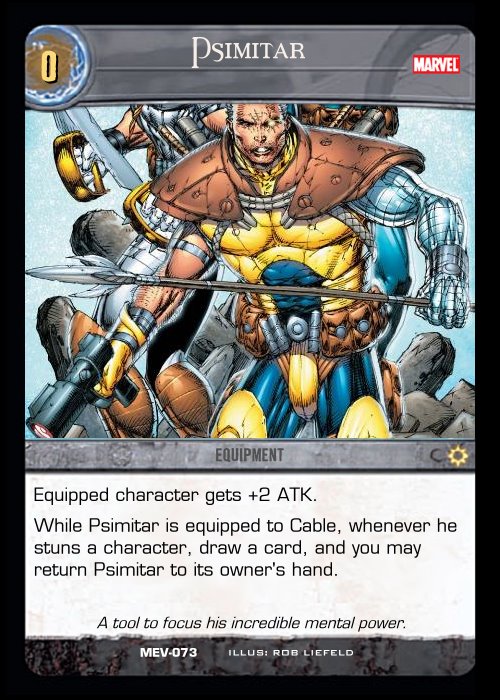 0
Psimitar
MARVEL
EQUIPMENT
C
Equipped character gets +2 ATK.
While Psimitar is equipped to Cable, whenever he
stuns a character, draw a card, and you may
return Psimitar to its owner's hand.
A tool to focus his incredible mental power.
MEV-073 ILLUS: ROB LIEFELD